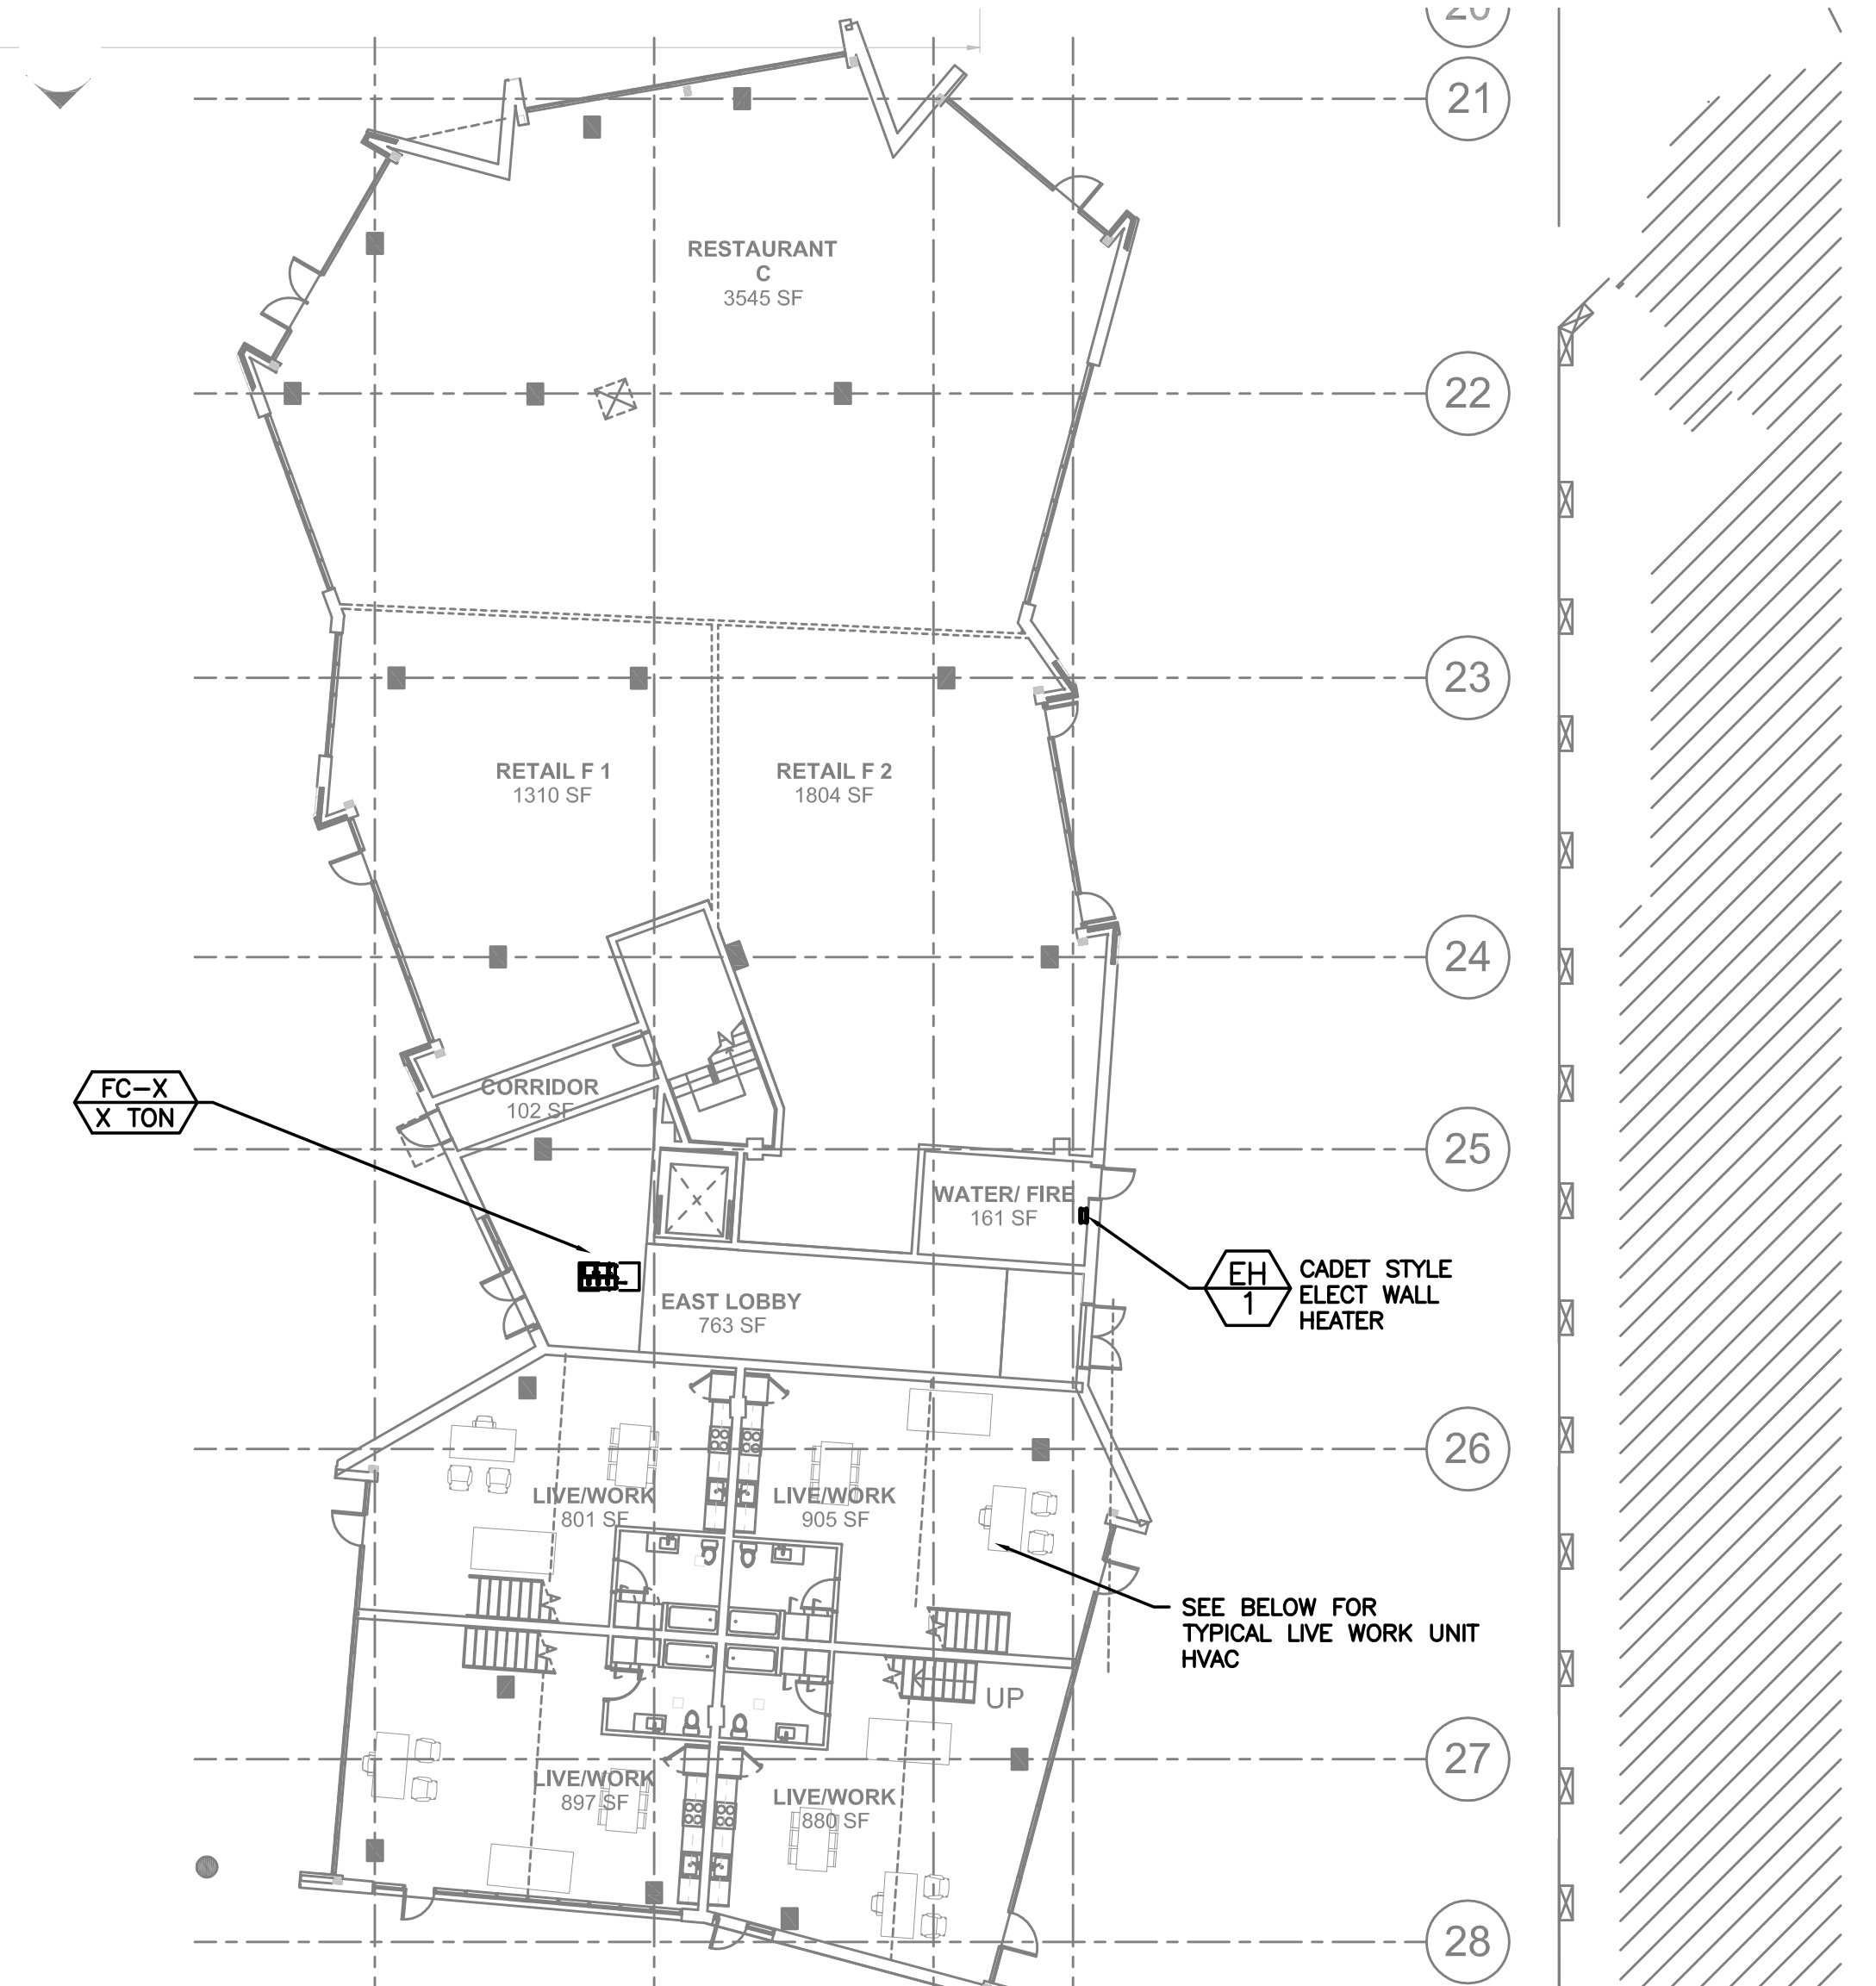 20
21
RESTAURANT
C
3545 SF
22
23
RETAIL F 1
1310 SF
RETAIL F 2
1804 SF
24
FC-X
X TON
CORRIDOR
102 SF
25
WATER/ FIRE
161 SF
EH
1
CADET STYLE
ELECT WALL
HEATER
EAST LOBBY
763 SF
26
LIVE/WORK
801 SF
LIVE/WORK
905 SF
SEE BELOW FOR
TYPICAL LIVE WORK UNIT
HVAC
UP
27
LIVE/WORK
897 SF
LIVE/WORK
880 SF
28